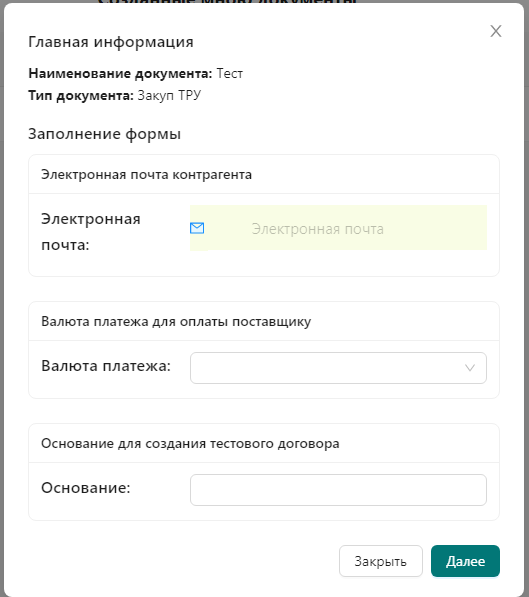 Главная информация
Наименование документа: Тест
Тип документа: Закуп ТРУ
Заполнение формы
Электронная почта контрагента
Электронная
почта:
Электронная почта
Валюта платежа для оплаты поставщику
Валюта платежа:
Основание для создания тестового договора
Основание:
Закрыть
Далее